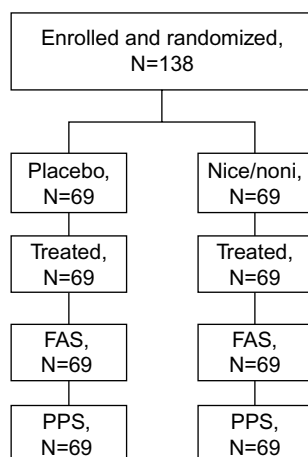 Enrolled and randomized,
N=138
Placebo,
N=69
Nice/noni,
N=69
Treated,
N=69
Treated,
N=69
FAS,
N=69
FAS,
N=69
PPS,
N=69
PPS,
N=69